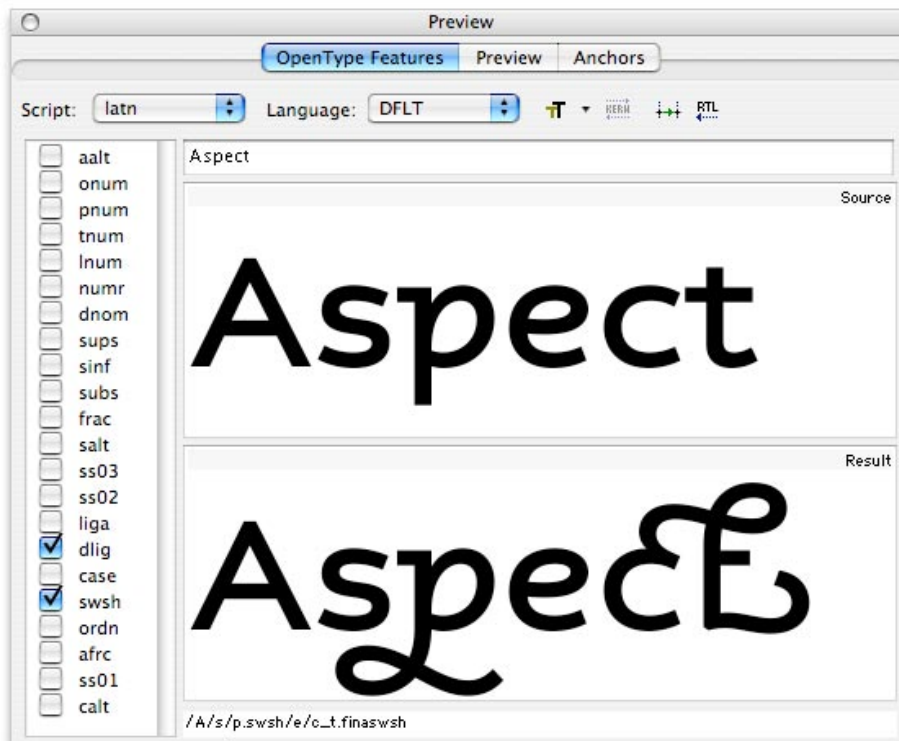 Preview
OpenType Features Preview Anchors
Script: latn Language: DFLT T KERN RTL
Aspect
aalt
onum
pnum
tnum
lnum
numr
dnom
sups
sinf
subs
frac
salt
ss03
ss02
liga
dlig
case
swsh
ordn
afrc
ss01
calt
Source
Aspect
Result
Aspect
/A/s/p.swsh/e/c_t.finaswsh